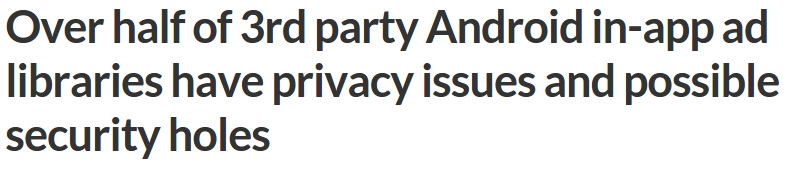 Over half of 3rd party Android in-app ad
libraries have privacy issues and possible
security holes